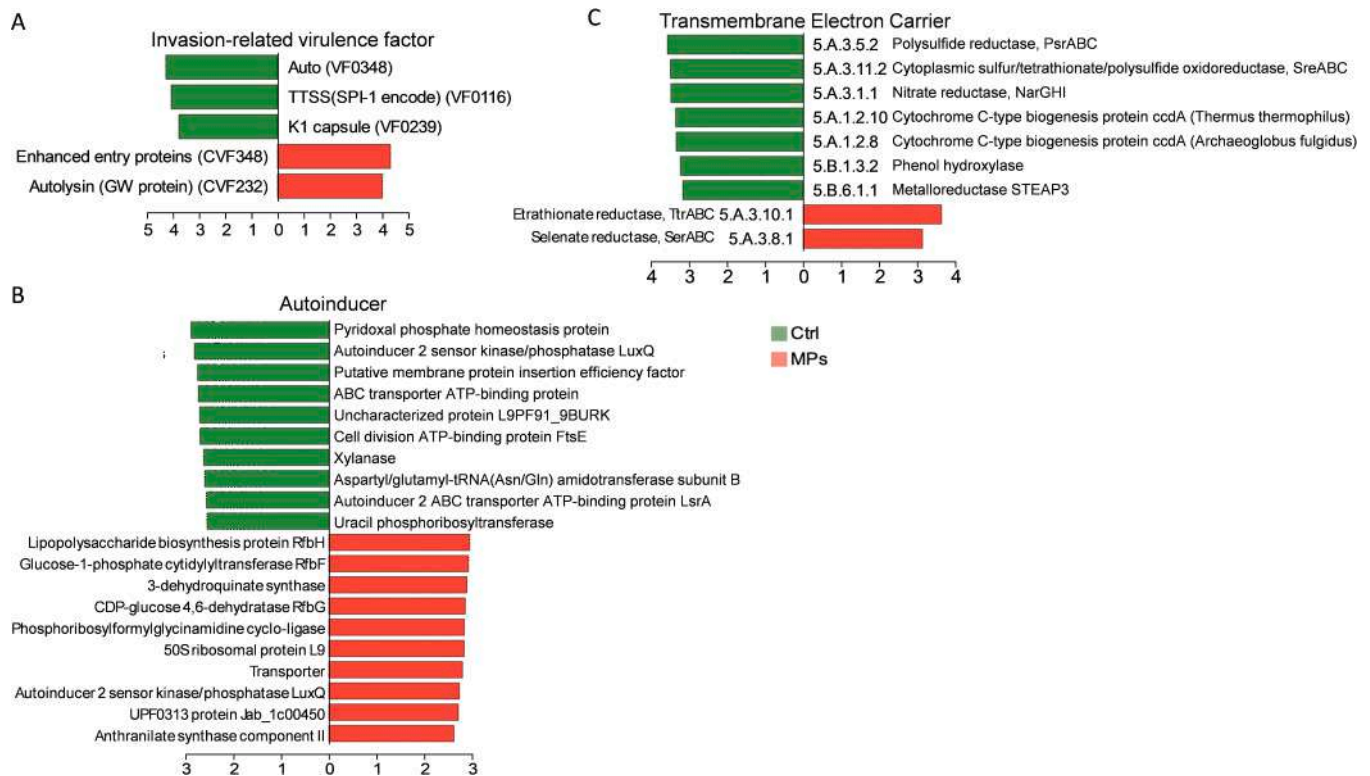 A
Invasion-related virulence factor
Auto (VF0348)
TTSS(SPI-1 encode) (VF0116)
K1 capsule (VF0239)
Enhanced entry proteins (CVF348)
Autolysin (GW protein) (CVF232)
5 4 3 2 1 0 1 2 3 4 5
C
Transmembrane Electron Carrier
5.A.3.5.2 Polysulfide reductase, PsrABC
5.A.3.11.2 Cytoplasmic sulfur/tetrathionate/polysulfide oxidoreductase, SreABC
5.A.3.1.1 Nitrate reductase, NarGHI
5.A.1.2.10 Cytochrome C-type biogenesis protein ccdA (Thermus thermophilus)
5.A.1.2.8 Cytochrome C-type biogenesis protein ccdA (Archaeoglobus fulgidus)
5.B.1.3.2 Phenol hydroxylase
5.B.6.1.1 Metalloreductase STEAP3
Etrathionate reductase, TtrABC 5.A.3.10.1
Selenate reductase, SerABC 5.A.3.8.1
4 3 2 1 0 1 2 3 4
B
Autoinducer
Pyridoxal phosphate homeostasis protein
Autoinducer 2 sensor kinase/phosphatase LuxQ
Putative membrane protein insertion efficiency factor
ABC transporter ATP-binding protein
Uncharacterized protein L9PF91_9BURK
Cell division ATP-binding protein FtsE
Xylanase
Aspartyl/glutamyl-tRNA(Asn/Gln) amidotransferase subunit B
Autoinducer 2 ABC transporter ATP-binding protein LsrA
Uracil phosphoribosyltransferase
Lipopolysaccharide biosynthesis protein RfbH
Glucose-1-phosphate cytidylyltransferase RfbF
3-dehydroquinate synthase
CDP-glucose 4,6-dehydratase RfbG
Phosphoribosylformylglycinamidine cyclo-ligase
50S ribosomal protein L9
Transporter
Autoinducer 2 sensor kinase/phosphatase LuxQ
UPF0313 protein Jab_1c00450
Anthranilate synthase component II
3 2 1 0 1 2 3
Ctrl
MPs